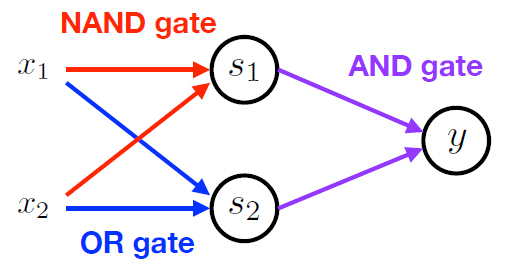 NAND gate
x₁
s₁
AND gate
y
x₂
s₂
OR gate